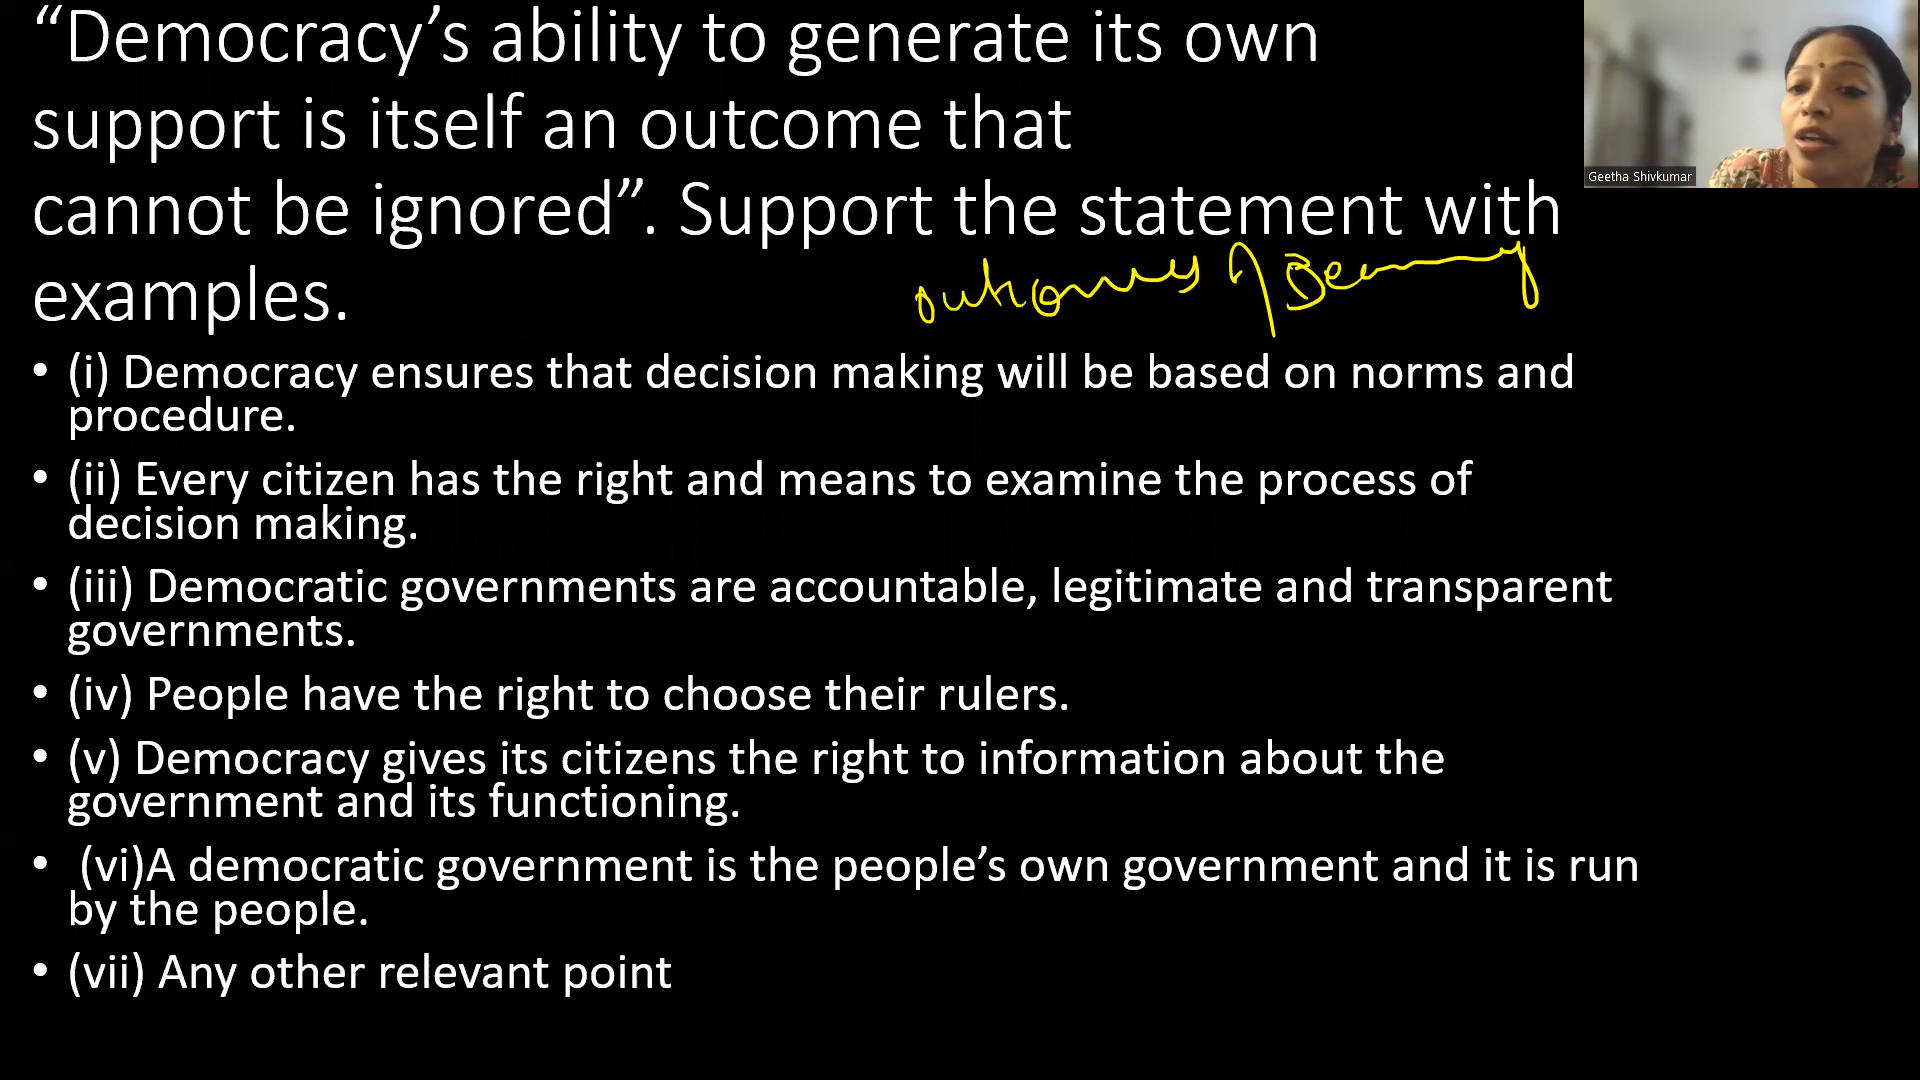 “Democracy’s ability to generate its own
support is itself an outcome that
cannot be ignored”. Support the statement with
examples.
outcomes of Democracy
• (i) Democracy ensures that decision making will be based on norms and
procedure.
• (ii) Every citizen has the right and means to examine the process of
decision making.
• (iii) Democratic governments are accountable, legitimate and transparent
governments.
• (iv) People have the right to choose their rulers.
• (v) Democracy gives its citizens the right to information about the
government and its functioning.
• (vi)A democratic government is the people’s own government and it is run
by the people.
• (vii) Any other relevant point
Geetha Shivkumar